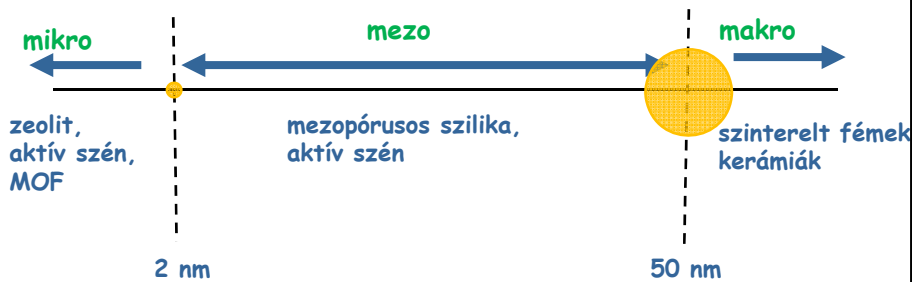 mikro
mezo
makro
zeolit,
aktív szén,
MOF
mezopórusos szilika,
aktív szén
szinterelt fémek
kerámiák
2 nm
50 nm